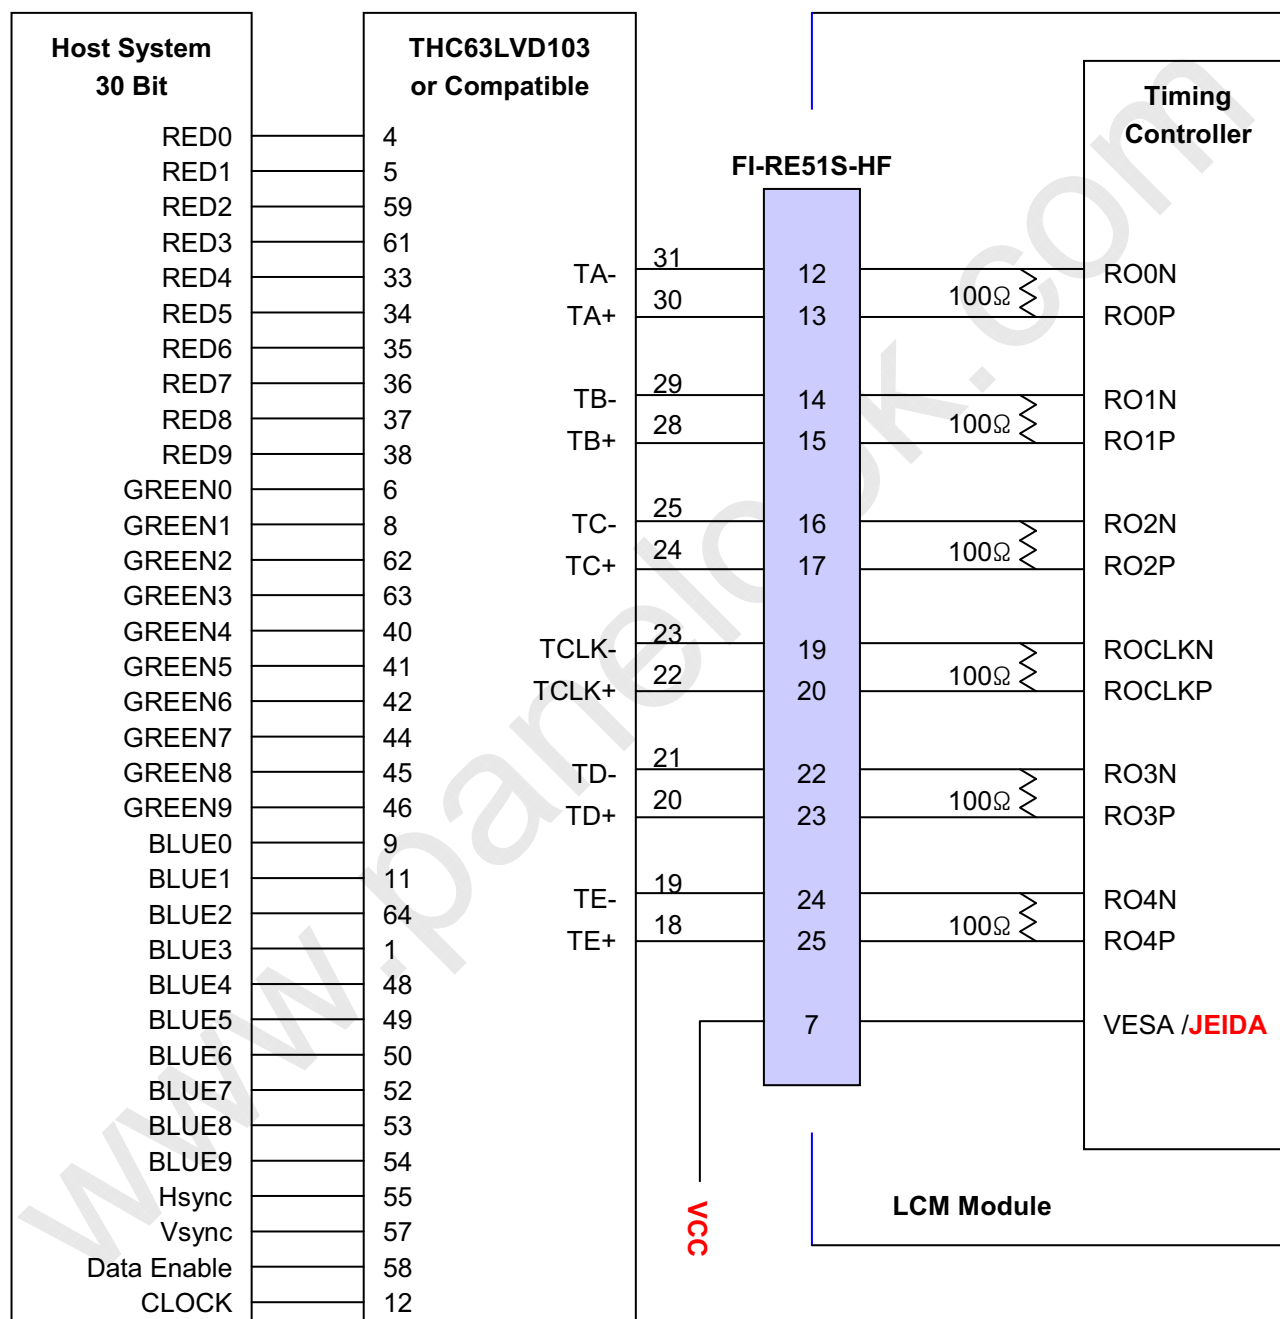 Host System
30 Bit
RED0
RED1
RED2
RED3
RED4
RED5
RED6
RED7
RED8
RED9
GREEN0
GREEN1
GREEN2
GREEN3
GREEN4
GREEN5
GREEN6
GREEN7
GREEN8
GREEN9
BLUE0
BLUE1
BLUE2
BLUE3
BLUE4
BLUE5
BLUE6
BLUE7
BLUE8
BLUE9
Hsync
Vsync
Data Enable
CLOCK
THC63LVD103
or Compatible
4
5
59
61
33
34
35
36
37
38
6
8
62
63
40
41
42
44
45
46
9
11
64
1
48
49
50
52
53
54
55
57
58
12
TA- 31
TA+ 30
TB- 29
TB+ 28
TC- 25
TC+ 24
TCLK- 23
TCLK+ 22
TD- 21
TD+ 20
TE- 19
TE+ 18
VCC
FI-RE51S-HF
12
13
14
15
16
17
19
20
22
23
24
25
7
100Ω
100Ω
100Ω
100Ω
100Ω
100Ω
Timing
Controller
RO0N
RO0P
RO1N
RO1P
RO2N
RO2P
ROCLKN
ROCLKP
RO3N
RO3P
RO4N
RO4P
VESA /JEIDA
LCM Module
www.panelook.com